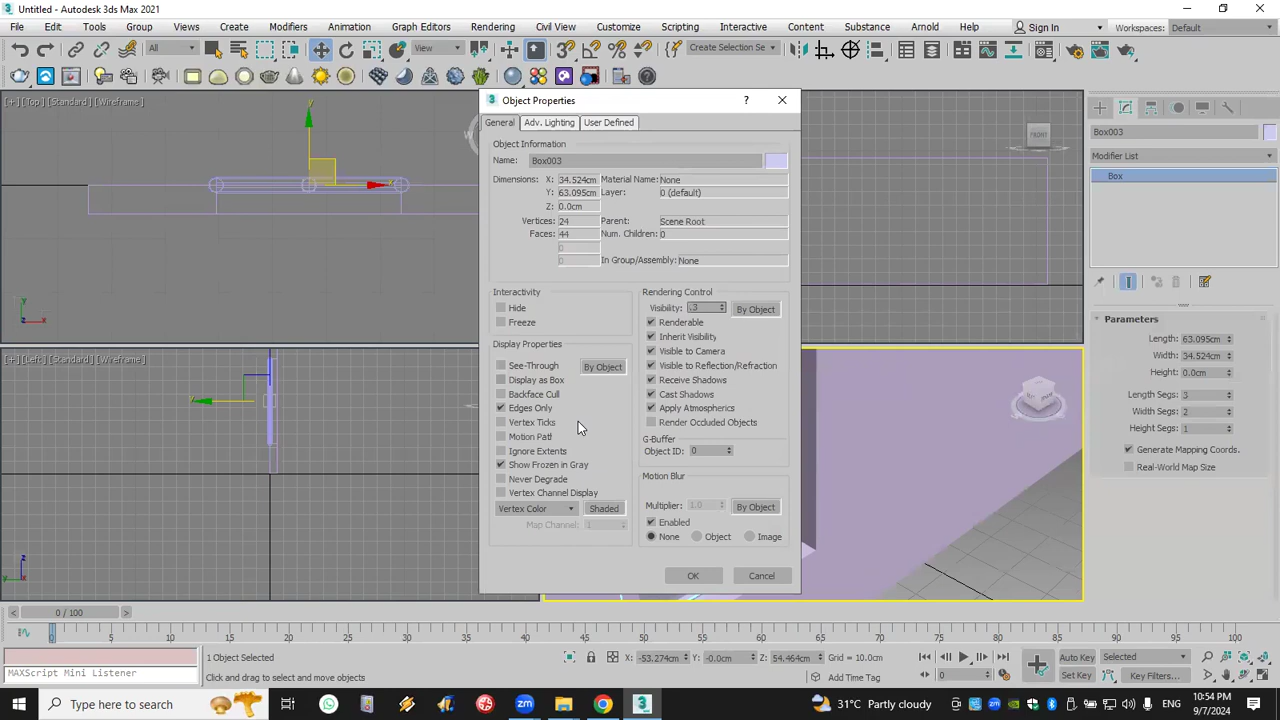 Untitled - Autodesk 3ds Max 2021
File Edit Tools Group Views Create Modifiers Animation Graph Editors Rendering Civil View Customize Scripting Interactive Content Substance Arnold Help Sign In Workspaces: Default
All View Create Selection Se
[+] [Top] [Standard] [Wireframe]
Object Properties
? 
General Adv. Lighting User Defined
Object Information
Name: Box003
Dimensions: X: 34.524cm Material Name: None
Y: 63.095cm Layer: 0 (default)
Z: 0.0cm
Vertices: 24 Parent: Scene Root
Faces: 44 Num. Children: 0
0
0 In Group/Assembly: None
Interactivity
Hide
Freeze
Rendering Control
Visibility: .3 By Object
Renderable
Inherit Visibility
Visible to Camera
Visible to Reflection/Refraction
Receive Shadows
Cast Shadows
Apply Atmospherics
Render Occluded Objects
Display Properties
See-Through By Object
Display as Box
Backface Cull
Edges Only
Vertex Ticks
Motion Path
Ignore Extents
Show Frozen in Gray
Never Degrade
Vertex Channel Display
Vertex Color Shaded
Map Channel: 1
G-Buffer
Object ID: 0
Motion Blur
Multiplier: 1.0 By Object
Enabled
None Object Image
OK Cancel
y
x
z
x
FRONT
[+] [Left] [Standard] [Wireframe]
z
y
Box003
Modifier List
Box
Parameters
Length: 63.095cm
Width: 34.524cm
Height: 0.0cm
Length Segs: 3
Width Segs: 2
Height Segs: 1
Generate Mapping Coords.
Real-World Map Size
0 / 100
0 5 10 15 20 25 30 35 40 45 50 55 60 65 70 75 80 85 90 95 100
MAXScript Mini Listener
1 Object Selected
Click and drag to select and move objects
X: -53.274cm Y: -0.0cm Z: 54.464cm Grid = 10.0cm
Add Time Tag
0
Auto Key Selected
Set Key Key Filters...
Type here to search
31°C Partly cloudy
ENG
10:54 PM
9/7/2024